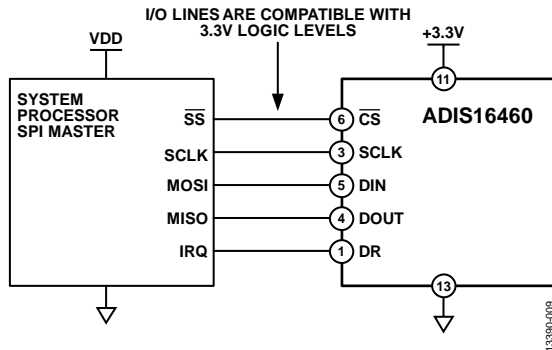 I/O LINES ARE COMPATIBLE WITH
3.3V LOGIC LEVELS
VDD
+3.3V
11
SYSTEM
PROCESSOR
SPI MASTER
ADIS16460
SS 6 CS
SCLK 3 SCLK
MOSI 5 DIN
MISO 4 DOUT
IRQ 1 DR
13
13390-009